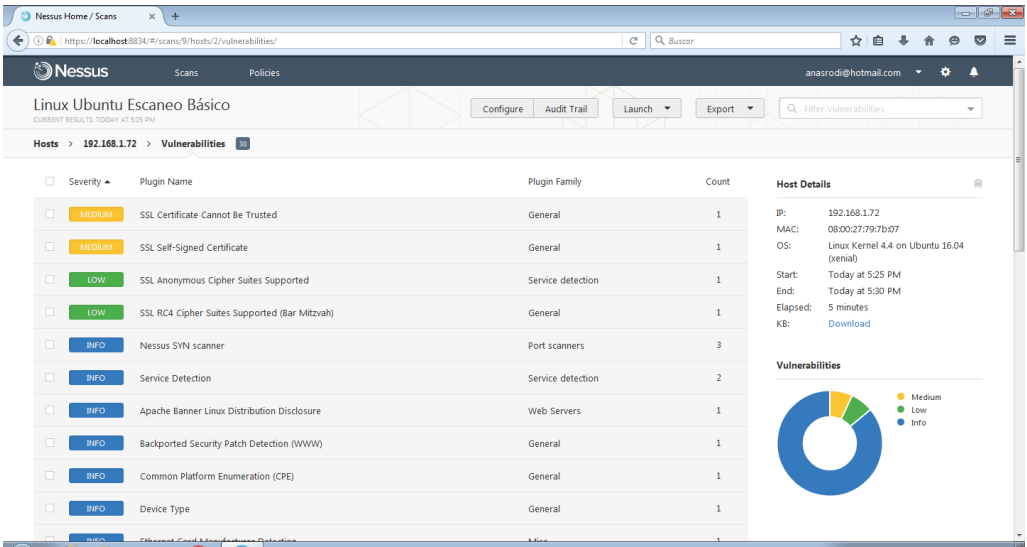 Nessus Home / Scans
https://localhost:8834/#/scans/9/hosts/2/vulnerabilities/
Buscar
Nessus
Scans
Policies
anasrodi@hotmail.com
Linux Ubuntu Escaneo Básico
CURRENT RESULTS: TODAY AT 5:25 PM
Configure
Audit Trail
Launch
Export
Filter Vulnerabilities
Hosts > 192.168.1.72 > Vulnerabilities 30
Severity Plugin Name Plugin Family Count
MEDIUM SSL Certificate Cannot Be Trusted General 1
MEDIUM SSL Self-Signed Certificate General 1
LOW SSL Anonymous Cipher Suites Supported Service detection 1
LOW SSL RC4 Cipher Suites Supported (Bar Mitzvah) General 1
INFO Nessus SYN scanner Port scanners 3
INFO Service Detection Service detection 2
INFO Apache Banner Linux Distribution Disclosure Web Servers 1
INFO Backported Security Patch Detection (WWW) General 1
INFO Common Platform Enumeration (CPE) General 1
INFO Device Type General 1
INFO Ethernet Card Manufacturer Detection Misc. 1
Host Details
IP: 192.168.1.72
MAC: 08:00:27:79:7b:07
OS: Linux Kernel 4.4 on Ubuntu 16.04
(xenial)
Start: Today at 5:25 PM
End: Today at 5:30 PM
Elapsed: 5 minutes
KB: Download
Vulnerabilities
Medium
Low
Info